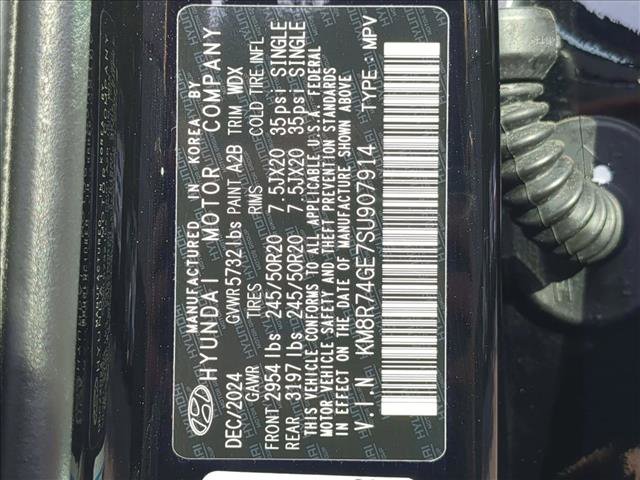 MANUFACTURED IN KOREA BY
HYUNDAI MOTOR COMPANY
DEC/2024 GVWR 5732 lbs PAINT A2B TRIM WDX
GAWR TIRES RIMS COLD TIRE INFL
FRONT 2954 lbs 245/50R20 7.5JX20 35psi SINGLE
REAR 3197 lbs 245/50R20 7.5JX20 35psi SINGLE
THIS VEHICLE CONFORMS TO ALL APPLICABLE U.S.A. FEDERAL
MOTOR VEHICLE SAFETY AND THEFT PREVENTION STANDARDS
IN EFFECT ON THE DATE OF MANUFACTURE SHOWN ABOVE
V.I.N KM8R74GE7SU907914 TYPE : MPV